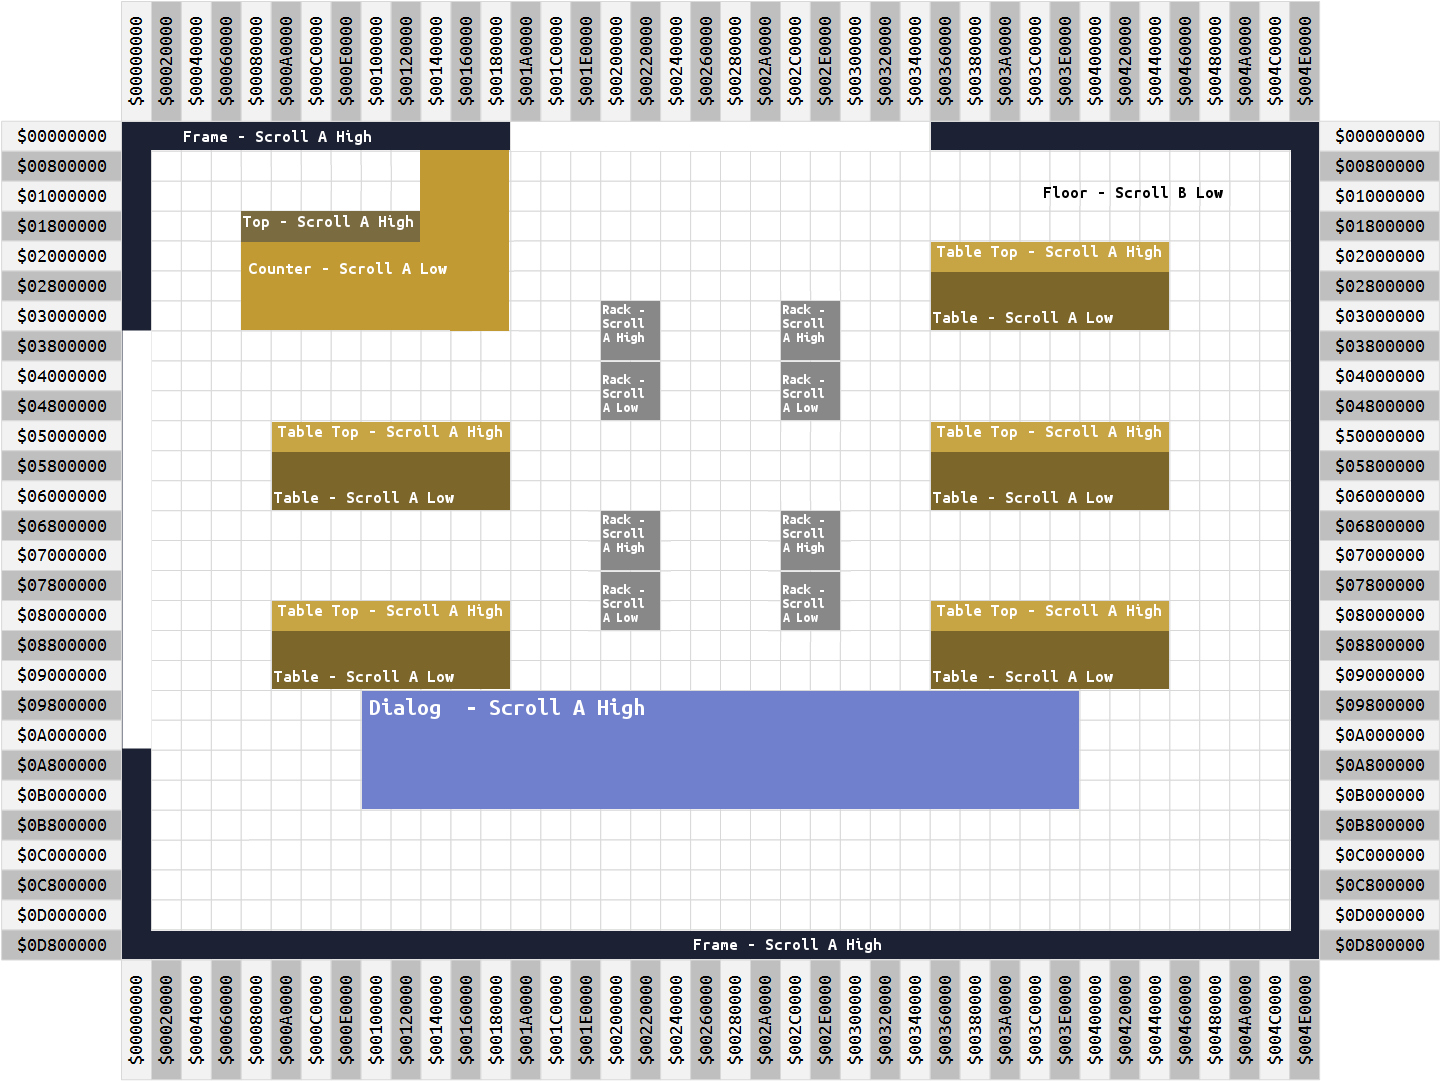 $00000000 $00020000 $00040000 $00060000 $00080000 $000A0000 $000C0000 $000E0000 $00100000 $00120000 $00140000 $00160000 $00180000 $001A0000 $001C0000 $001E0000 $00200000 $00220000 $00240000 $00260000 $00280000 $002A0000 $002C0000 $002E0000 $00300000 $00320000 $00340000 $00360000 $00380000 $003A0000 $003C0000 $003E0000 $00400000 $00420000 $00440000 $00460000 $00480000 $004A0000 $004C0000 $004E0000
$00000000 Frame - Scroll A High $00000000
$00800000 $00800000
$01000000 Floor - Scroll B Low $01000000
$01800000 Top - Scroll A High $01800000
$02000000 Table Top - Scroll A High $02000000
Counter - Scroll A Low
$02800000 $02800000
$03000000 Rack - Rack - Table - Scroll A Low $03000000
Scroll Scroll
A High A High
$03800000 $03800000
$04000000 Rack - Rack - $04000000
Scroll Scroll
$04800000 A Low A Low $04800000
$05000000 Table Top - Scroll A High Table Top - Scroll A High $50000000
$05800000 $05800000
$06000000 Table - Scroll A Low Table - Scroll A Low $06000000
$06800000 Rack - Rack - $06800000
Scroll Scroll
$07000000 A High A High $07000000
$07800000 Rack - Rack - $07800000
Scroll Scroll
A Low A Low
$08000000 Table Top - Scroll A High Table Top - Scroll A High $08000000
$08800000 $08800000
$09000000 Table - Scroll A Low Table - Scroll A Low $09000000
$09800000 Dialog - Scroll A High $09800000
$0A000000 $0A000000
$0A800000 $0A800000
$0B000000 $0B000000
$0B800000 $0B800000
$0C000000 $0C000000
$0C800000 $0C800000
$0D000000 $0D000000
$0D800000 Frame - Scroll A High $0D800000
$00000000 $00020000 $00040000 $00060000 $00080000 $000A0000 $000C0000 $000E0000 $00100000 $00120000 $00140000 $00160000 $00180000 $001A0000 $001C0000 $001E0000 $00200000 $00220000 $00240000 $00260000 $00280000 $002A0000 $002C0000 $002E0000 $00300000 $00320000 $00340000 $00360000 $00380000 $003A0000 $003C0000 $003E0000 $00400000 $00420000 $00440000 $00460000 $00480000 $004A0000 $004C0000 $004E0000